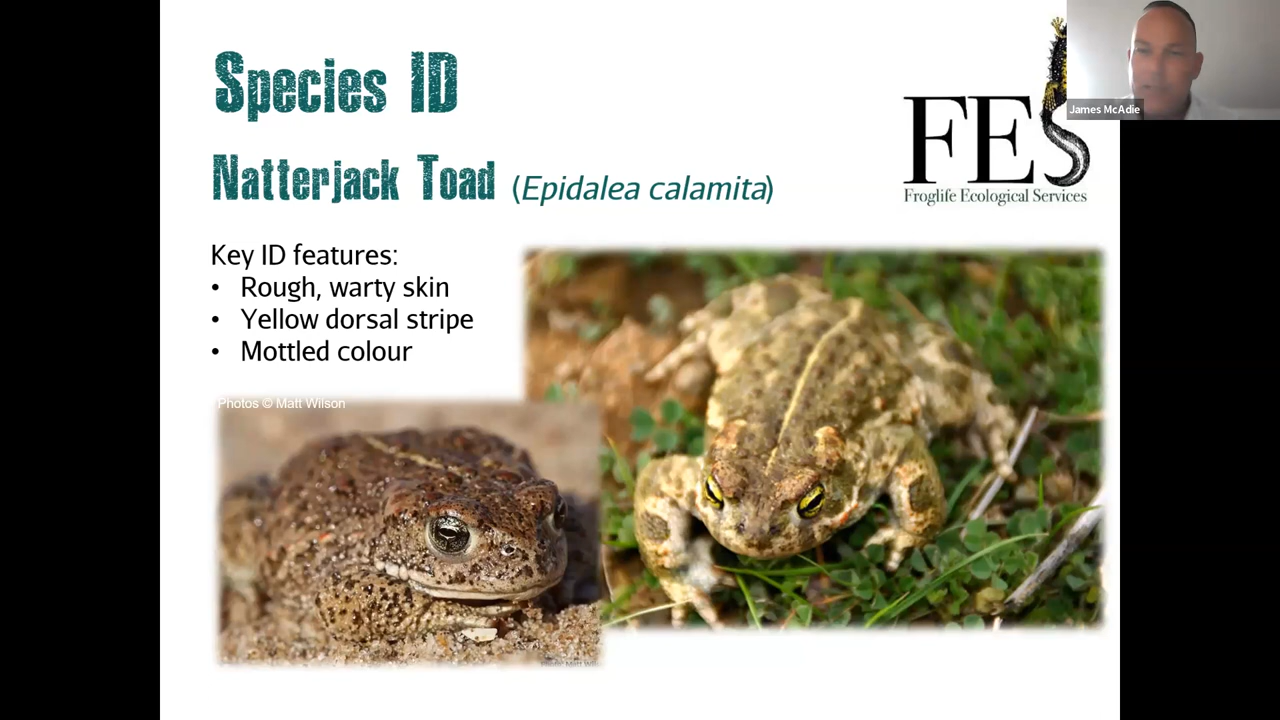 Species ID
Natterjack Toad (Epidalea calamita)
FES
Froglife Ecological Services
James McAdie
Key ID features:
• Rough, warty skin
• Yellow dorsal stripe
• Mottled colour
Photos © Matt Wilson